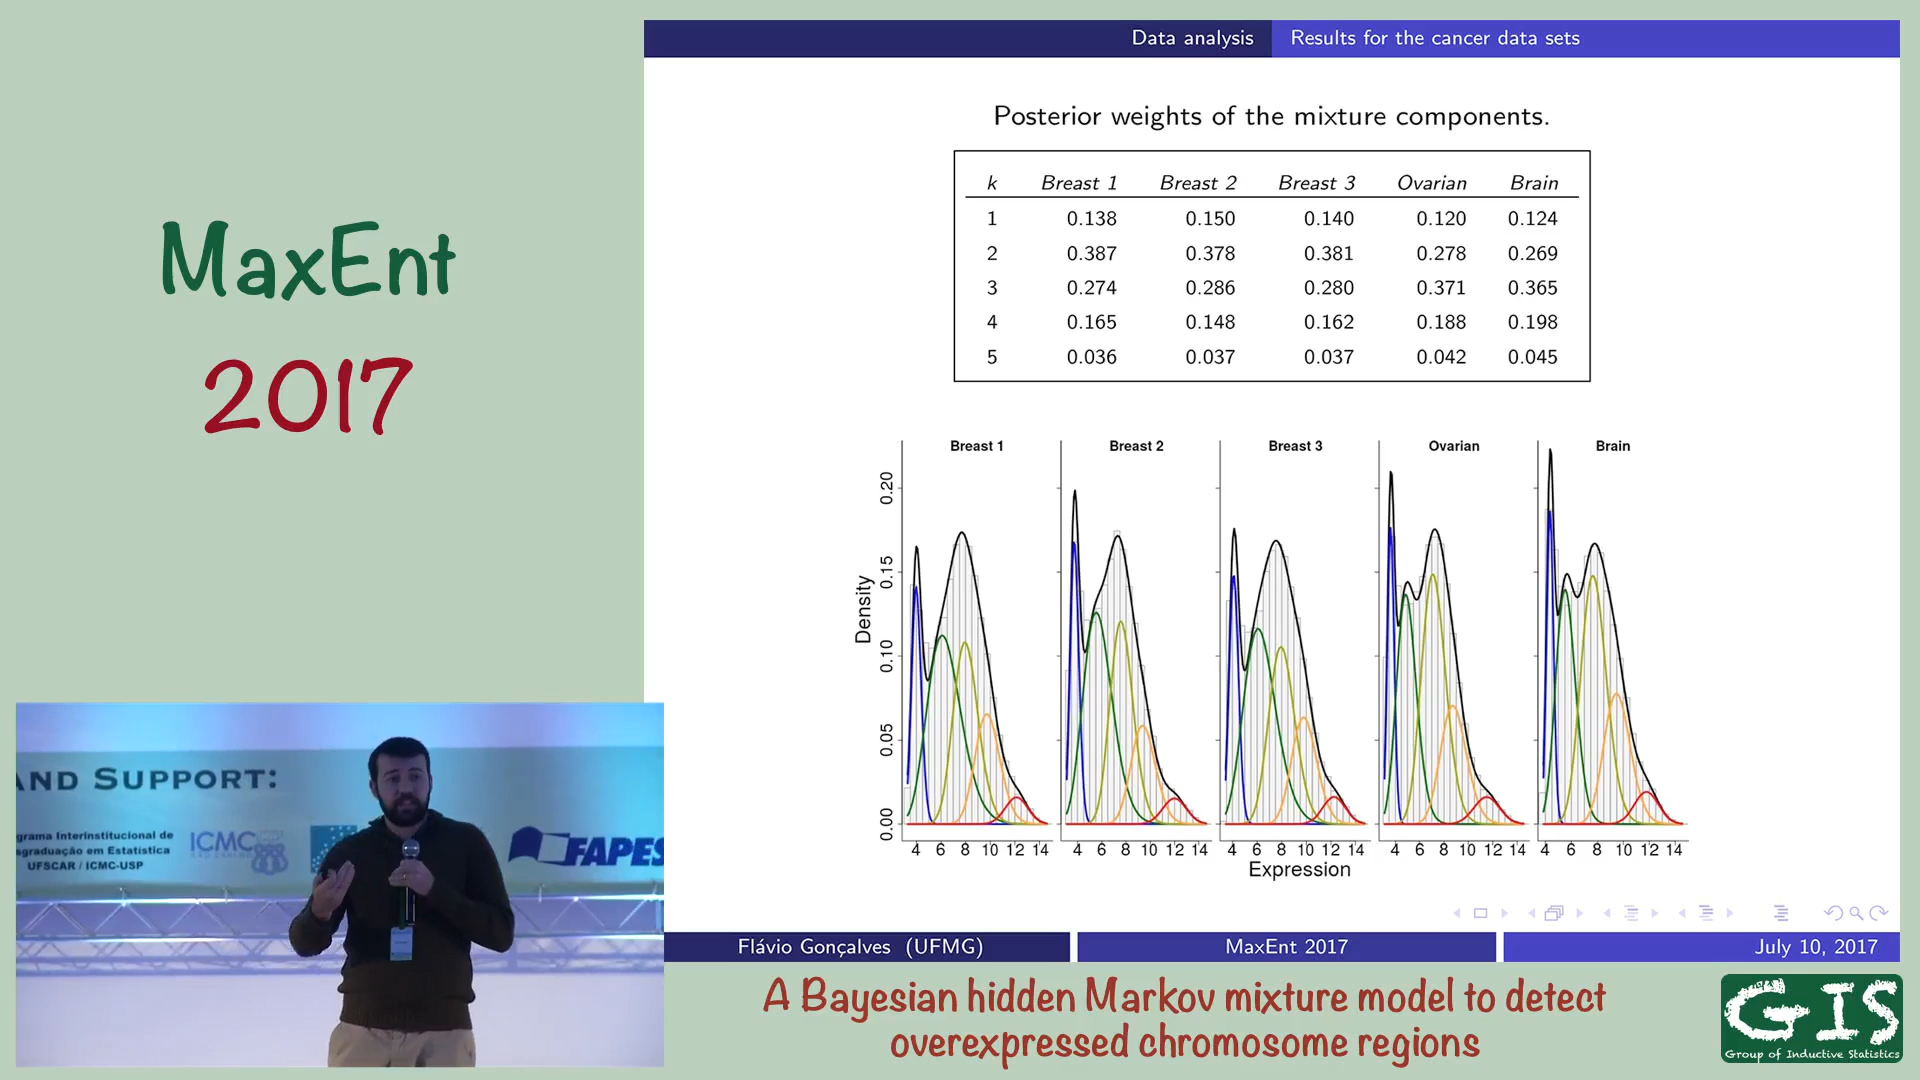 MaxEnt
2017
Data analysis
Results for the cancer data sets
Posterior weights of the mixture components.
k Breast 1 Breast 2 Breast 3 Ovarian Brain
1 0.138 0.150 0.140 0.120 0.124
2 0.387 0.378 0.381 0.278 0.269
3 0.274 0.286 0.280 0.371 0.365
4 0.165 0.148 0.162 0.188 0.198
5 0.036 0.037 0.037 0.042 0.045
Breast 1 Breast 2 Breast 3 Ovarian Brain
Density
0.20
0.15
0.10
0.05
0.00
4 6 8 10 12 14 4 6 8 10 12 14 4 6 8 10 12 14 4 6 8 10 12 14 4 6 8 10 12 14
Expression
AND SUPPORT:
grama Interinstitucional de
sgraduação em Estatística
UFSCAR / ICMC-USP
ICMC
FAPES
Flávio Gonçalves (UFMG)
MaxEnt 2017
July 10, 2017
A Bayesian hidden Markov mixture model to detect
overexpressed chromosome regions
GIS
Group of Inductive Statistics